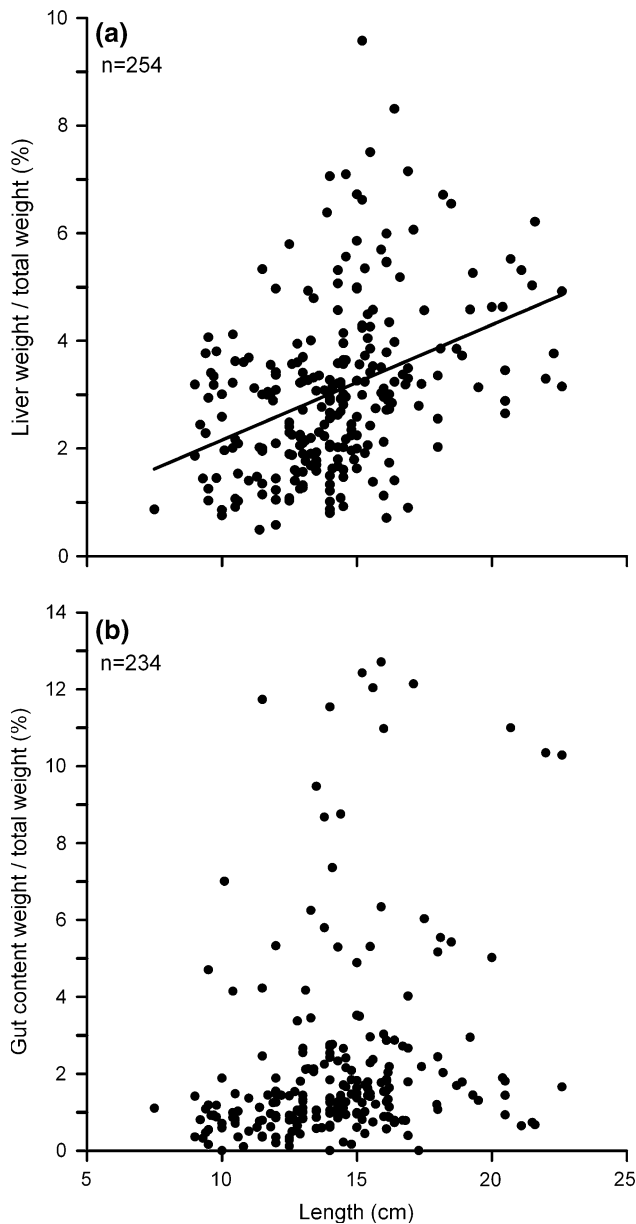 (a)
n=254
10
8
6
4
2
0
Liver weight / total weight (%)
(b)
n=234
14
12
10
8
6
4
2
0
Gut content weight / total weight (%)
5 10 15 20 25
Length (cm)